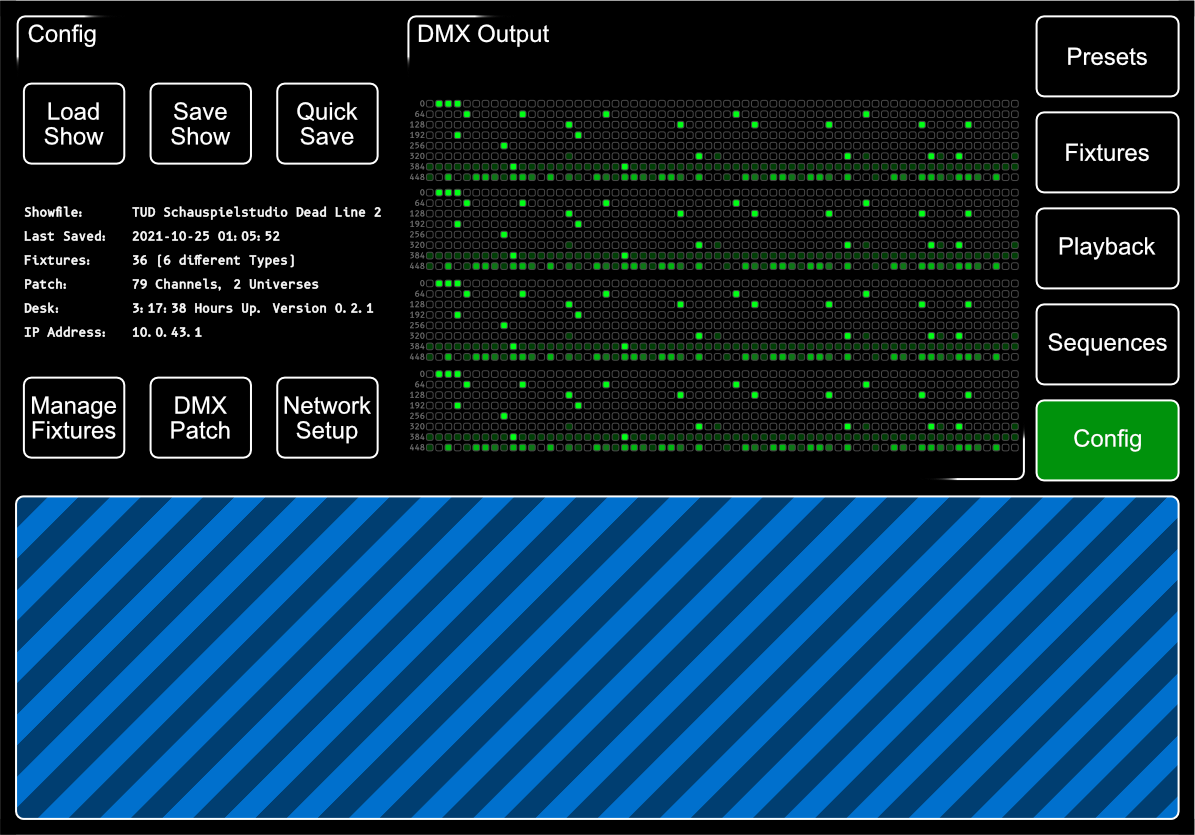 Config
Load
Show
Save
Show
Quick
Save
Showfile: TUD Schauspielstudio Dead Line 2
Last Saved: 2021-10-25 01:05:52
Fixtures: 36 [6 different Types]
Patch: 79 Channels, 2 Universes
Desk: 3:17:38 Hours Up. Version 0.2.1
IP Address: 10.0.43.1
Manage
Fixtures
DMX
Patch
Network
Setup
DMX Output
0
64
128
192
256
320
384
448
0
64
128
192
256
320
384
448
0
64
128
192
256
320
384
448
0
64
128
192
256
320
384
448
Presets
Fixtures
Playback
Sequences
Config